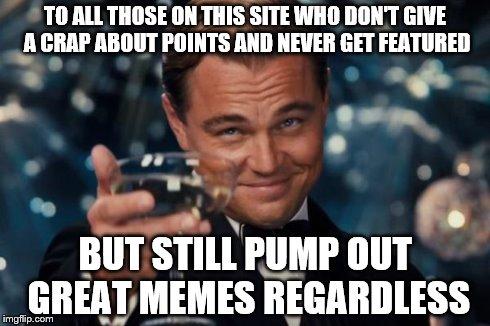 TO ALL THOSE ON THIS SITE WHO DON'T GIVE
A CRAP ABOUT POINTS AND NEVER GET FEATURED
BUT STILL PUMP OUT
GREAT MEMES REGARDLESS
imgflip.com